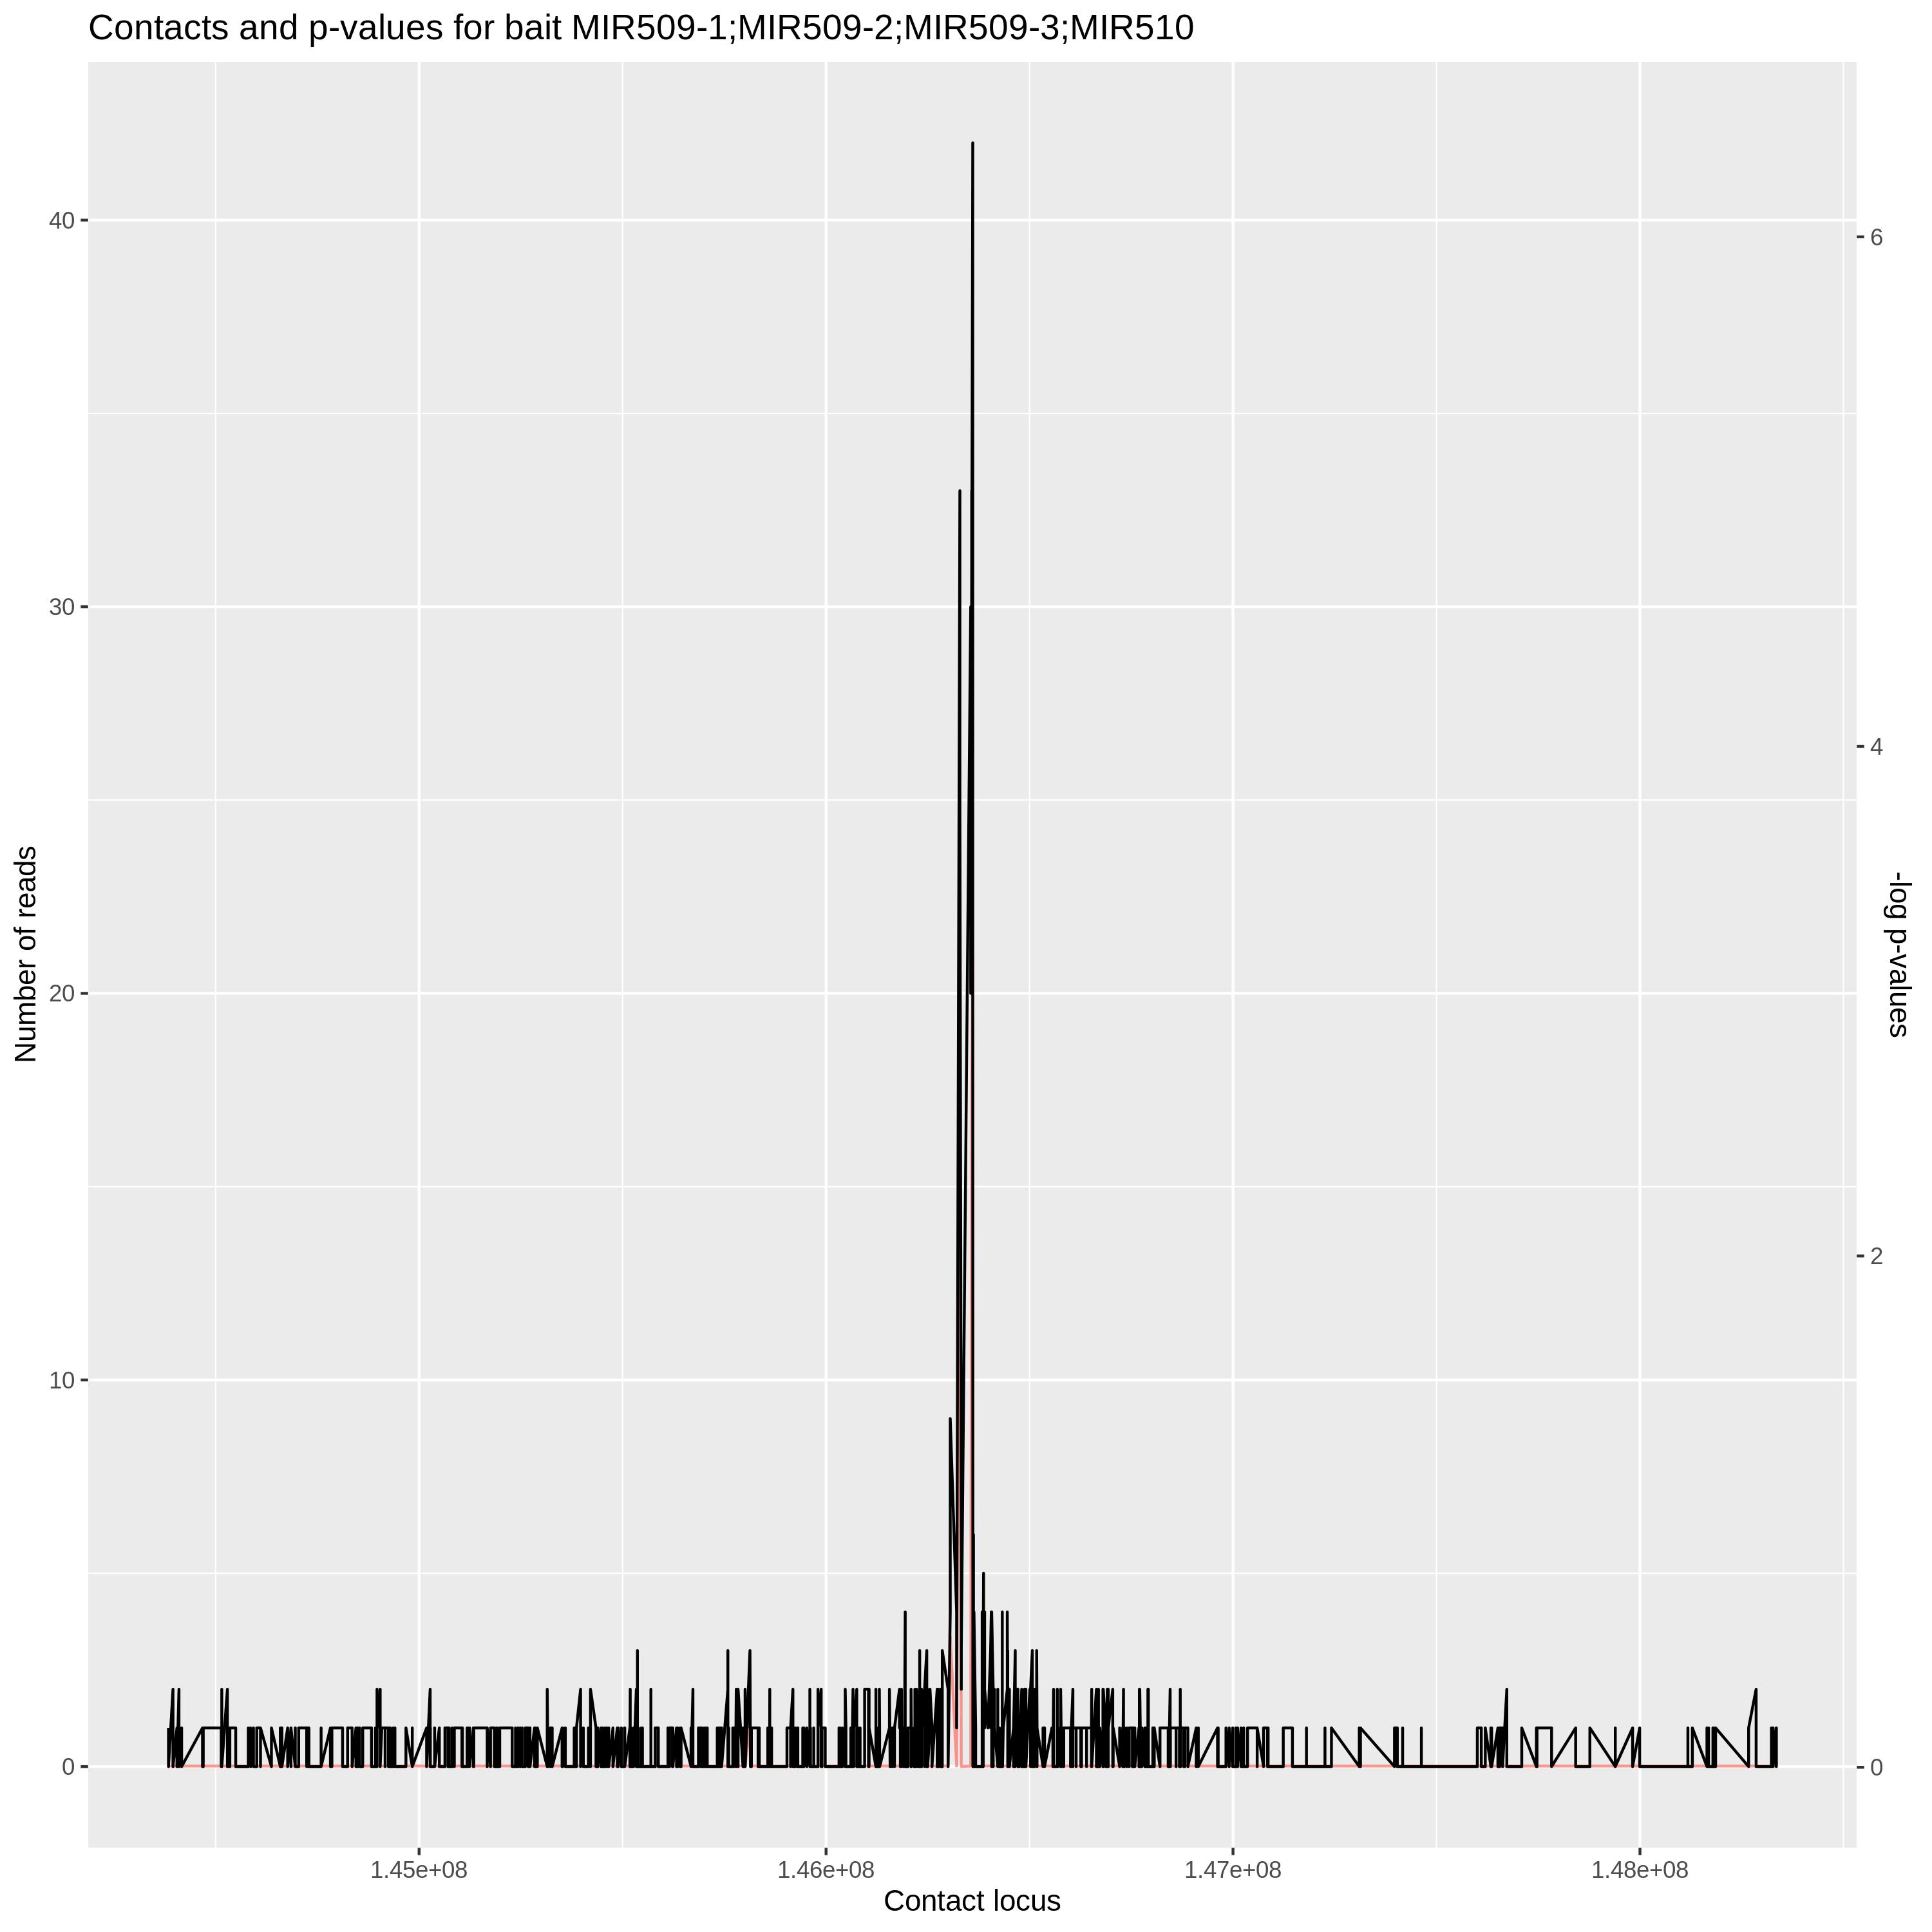 Contacts and p-values for bait MIR509-1;MIR509-2;MIR509-3;MIR510
40
30
20
10
0
Number of reads
6
4
2
0
-log p-values
1.45e+08
1.46e+08
1.47e+08
1.48e+08
Contact locus